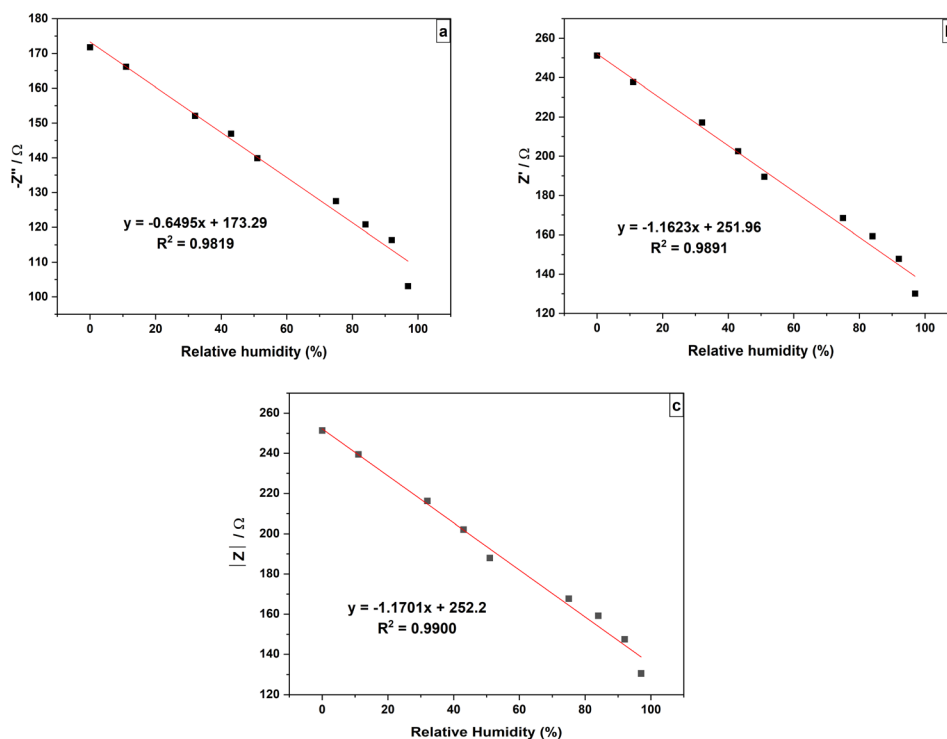 a
180
170
160
150
140
130
120
110
100
-Z'' / Ω
y = -0.6495x + 173.29
R² = 0.9819
0 20 40 60 80 100
Relative humidity (%)
260
240
220
200
180
160
140
120
Z' / Ω
y = -1.1623x + 251.96
R² = 0.9891
0 20 40 60 80 100
Relative humidity (%)
c
260
240
220
200
180
160
140
120
|Z| / Ω
y = -1.1701x + 252.2
R² = 0.9900
0 20 40 60 80 100
Relative Humidity (%)